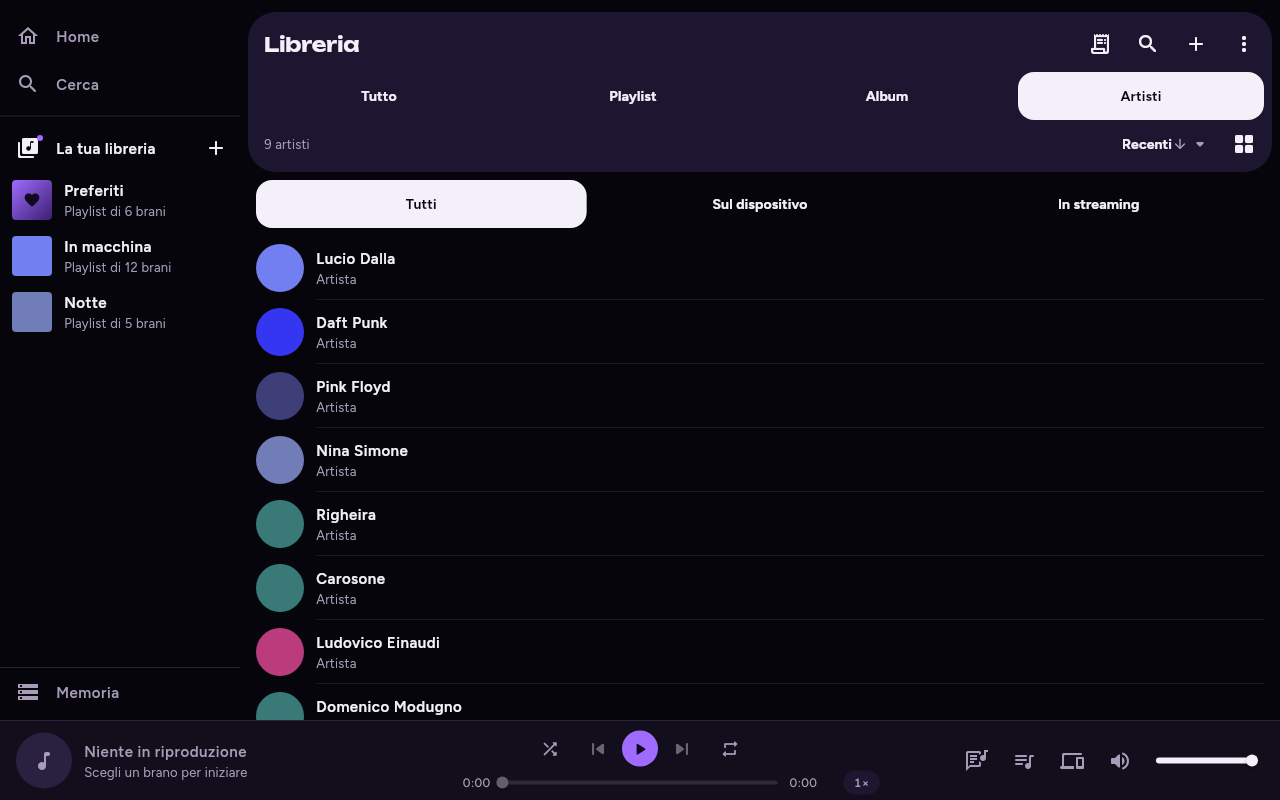 Home
Cerca
La tua libreria
Preferiti
Playlist di 6 brani
In macchina
Playlist di 12 brani
Notte
Playlist di 5 brani
Memoria
Libreria
Tutto
Playlist
Album
Artisti
9 artisti
Recenti
Tutti
Sul dispositivo
In streaming
Lucio Dalla
Artista
Daft Punk
Artista
Pink Floyd
Artista
Nina Simone
Artista
Righeira
Artista
Carosone
Artista
Ludovico Einaudi
Artista
Domenico Modugno
Niente in riproduzione
Scegli un brano per iniziare
0:00
0:00
1×